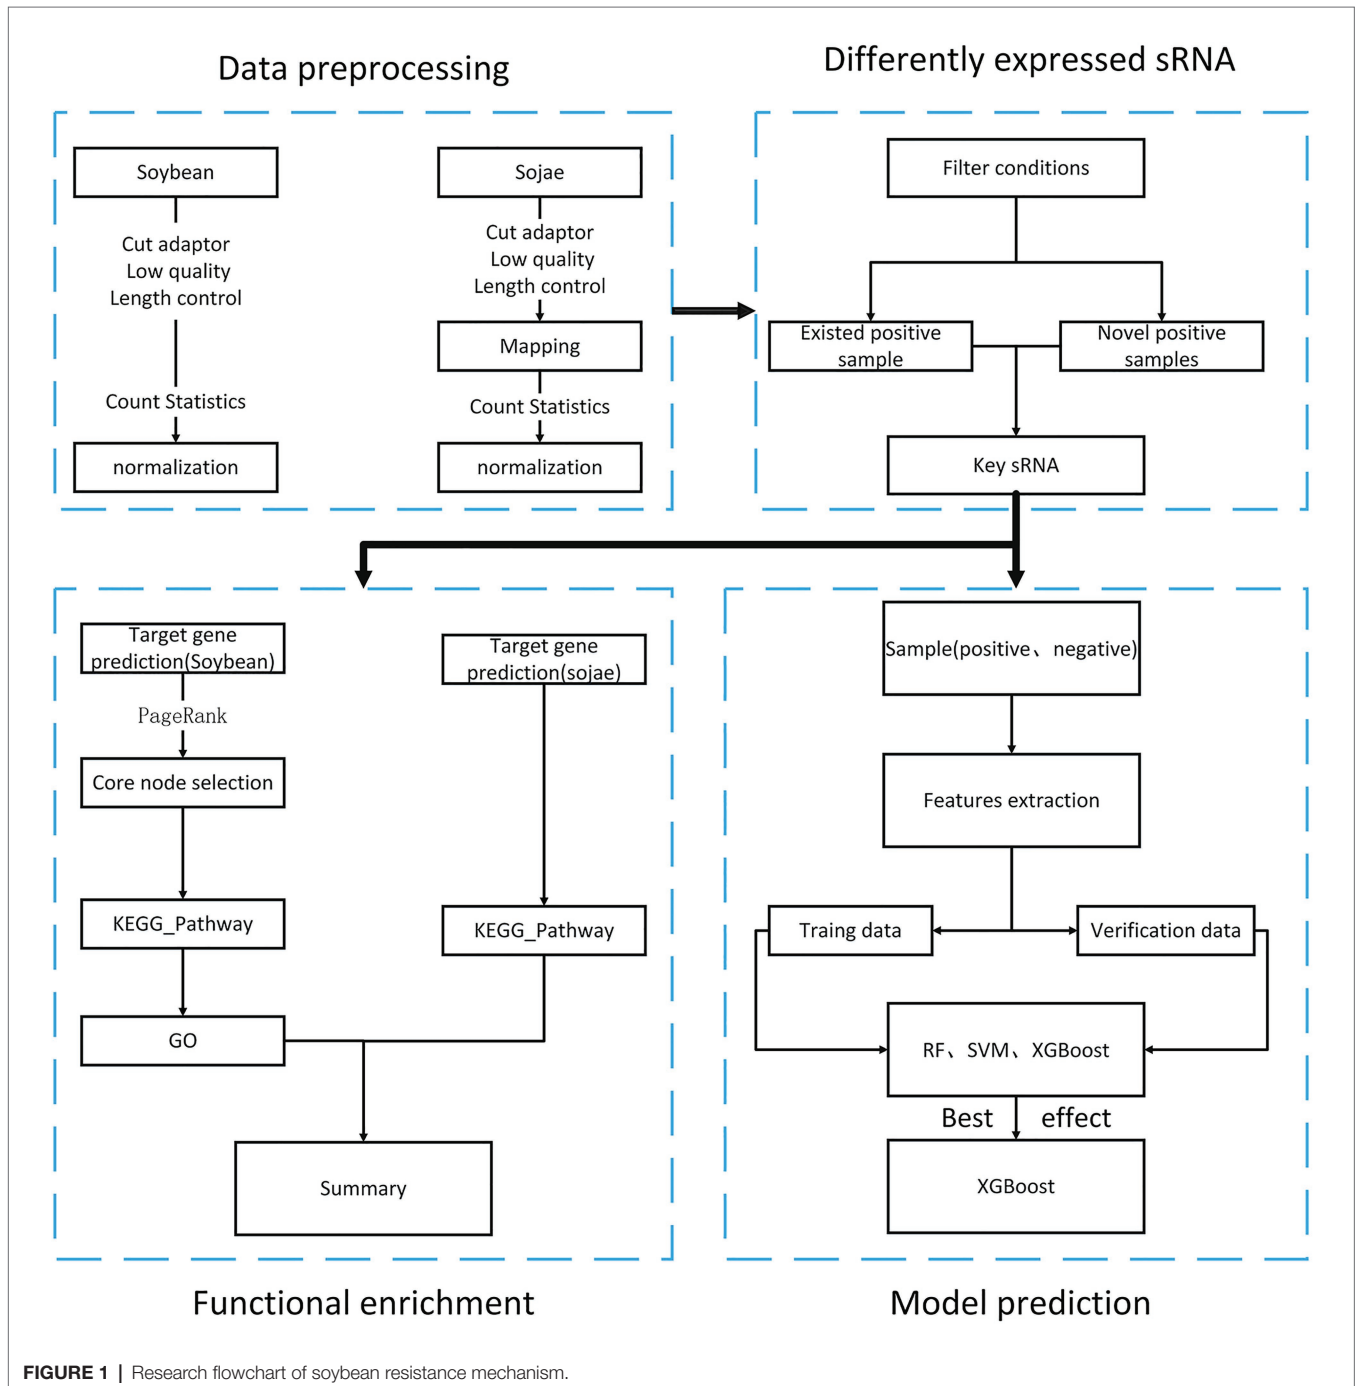 Data preprocessing
Soybean
Cut adaptor
Low quality
Length control
Count Statistics
normalization
Sojae
Cut adaptor
Low quality
Length control
Mapping
Count Statistics
normalization
Differently expressed sRNA
Filter conditions
Existed positive
sample
Novel positive
samples
Key sRNA
Target gene
prediction(Soybean)
PageRank
Core node selection
KEGG_Pathway
GO
Target gene
prediction(sojae)
KEGG_Pathway
Summary
Functional enrichment
Sample(positive、negative)
Features extraction
Traing data
Verification data
RF、SVM、XGBoost
Best effect
XGBoost
Model prediction
FIGURE 1 | Research flowchart of soybean resistance mechanism.